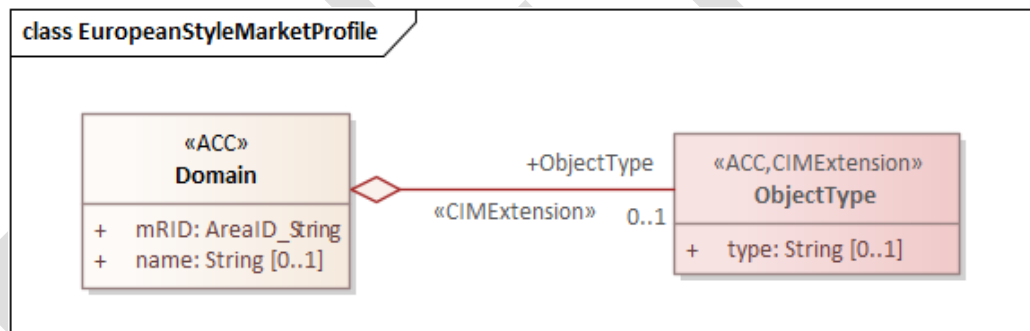 class EuropeanStyleMarketProfile
«ACC»
Domain
+ mRID: AreaID_String
+ name: String [0..1]
+ObjectType
«CIMExtension»
0..1
«ACC,CIMExtension»
ObjectType
+ type: String [0..1]